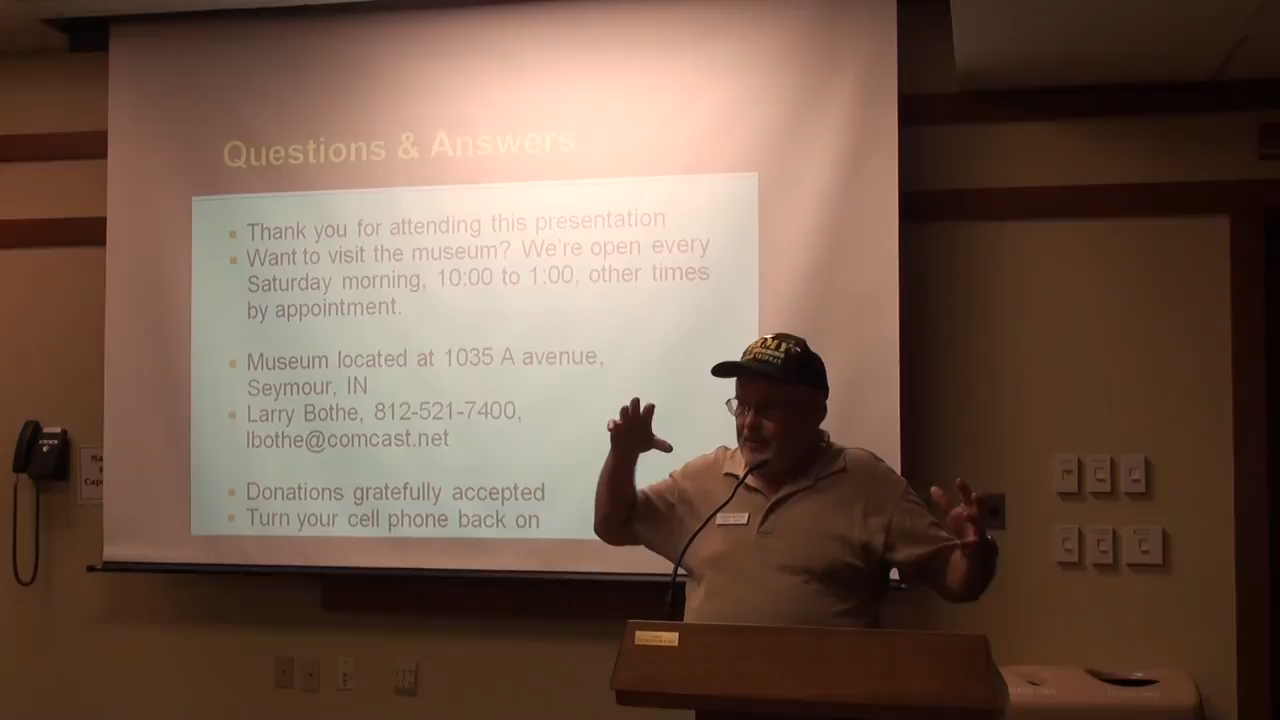 Questions & Answers
Thank you for attending this presentation
Want to visit the museum? We're open every
Saturday morning, 10:00 to 1:00, other times
by appointment.
Museum located at 1035 A avenue,
Seymour, IN
Larry Bothe, 812-521-7400,
lbothe@comcast.net
Donations gratefully accepted
Turn your cell phone back on
ARMY